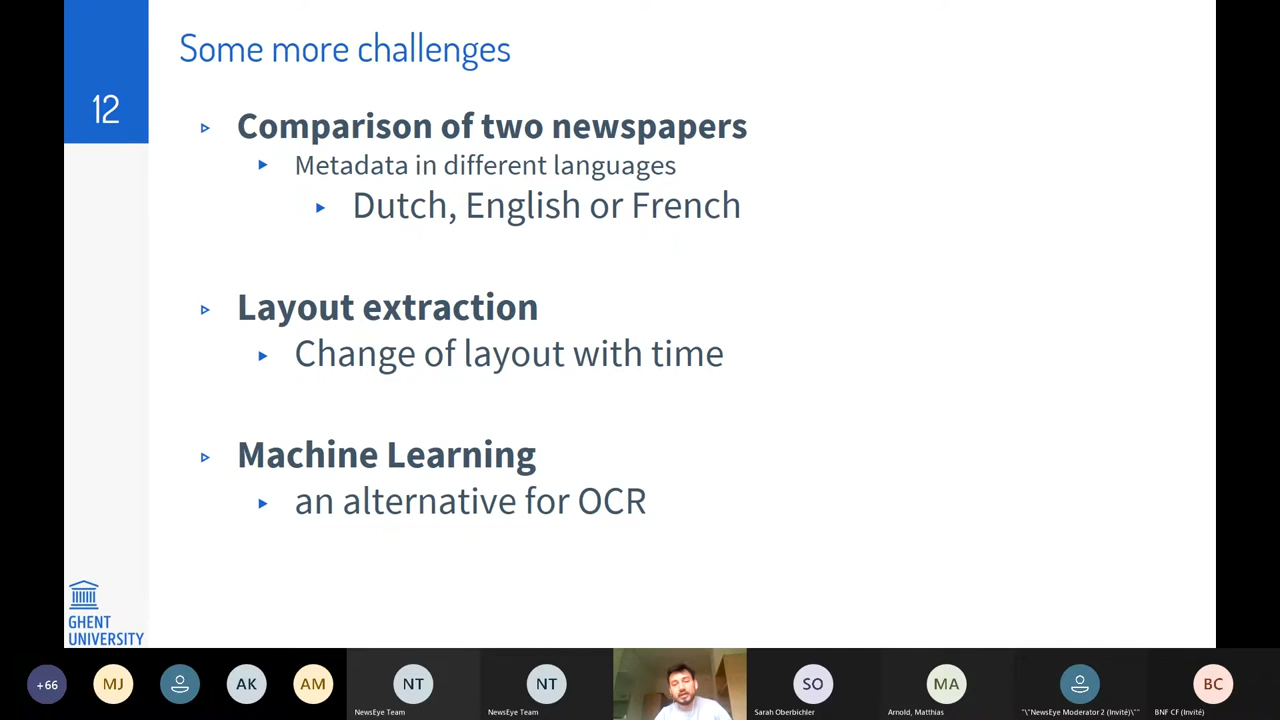 Some more challenges
12
Comparison of two newspapers
Metadata in different languages
Dutch, English or French
Layout extraction
Change of layout with time
Machine Learning
an alternative for OCR
GHENT
UNIVERSITY
+66
MJ
AK
AM
NT
NewsEye Team
NT
NewsEye Team
SO
Sarah Oberbichler
MA
Arnold, Matthias
"\"NewsEye Moderator 2 (Invité)\""
BC
BNF CF (Invité)